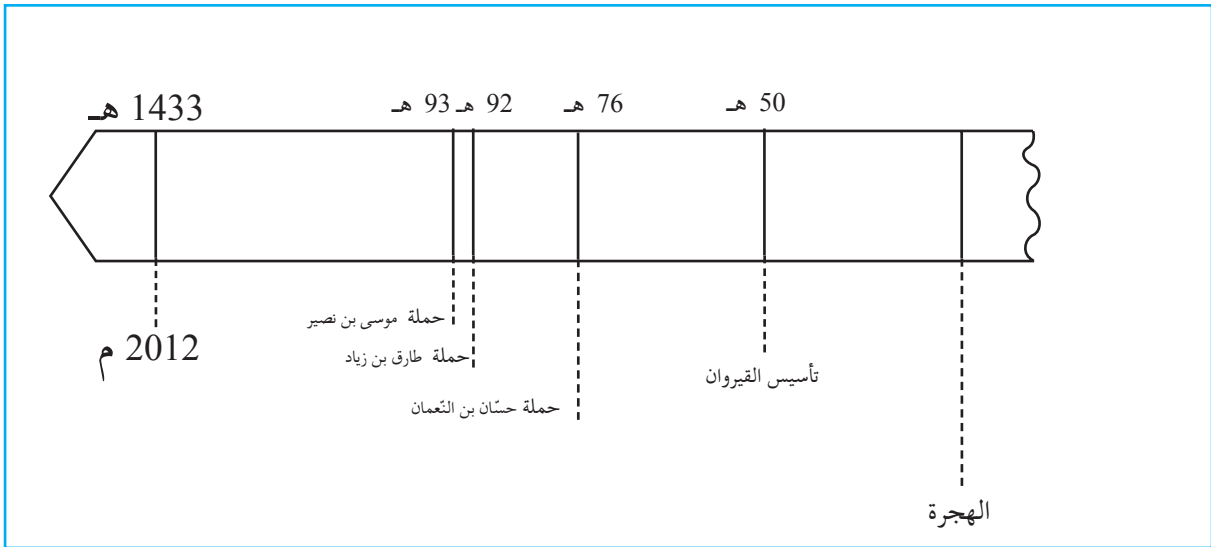 50 هـ
76 هـ
92 هـ
93 هـ
1433 هـ
حملة موسى بن نصير
حملة طارق بن زياد
2012 م
تأسيس القيروان
حملة حسّان بن النّعمان
الهجرة